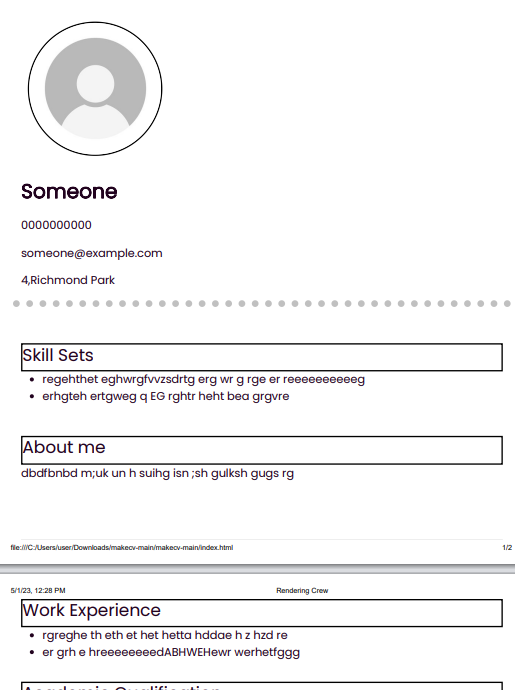 Someone
0000000000
someone@example.com
4,Richmond Park
Skill Sets
regehthet eghwrgfvvzsdrtg erg wr g rge er reeeeeeeeeeg
erhgteh ertgweg q EG rghtr heht bea grgvre
About me
dbdfbnbd m;uk un h suihg isn ;sh gulksh gugs rg
file:///C:/Users/user/Downloads/makecv-main/makecv-main/index.html 1/2
5/1/23, 12:28 PM Rendering Crew
Work Experience
rgreghe th eth et het hetta hddae h z hzd re
er grh e hreeeeeeeedABHWEHewr werhetfggg
Academic Qualification